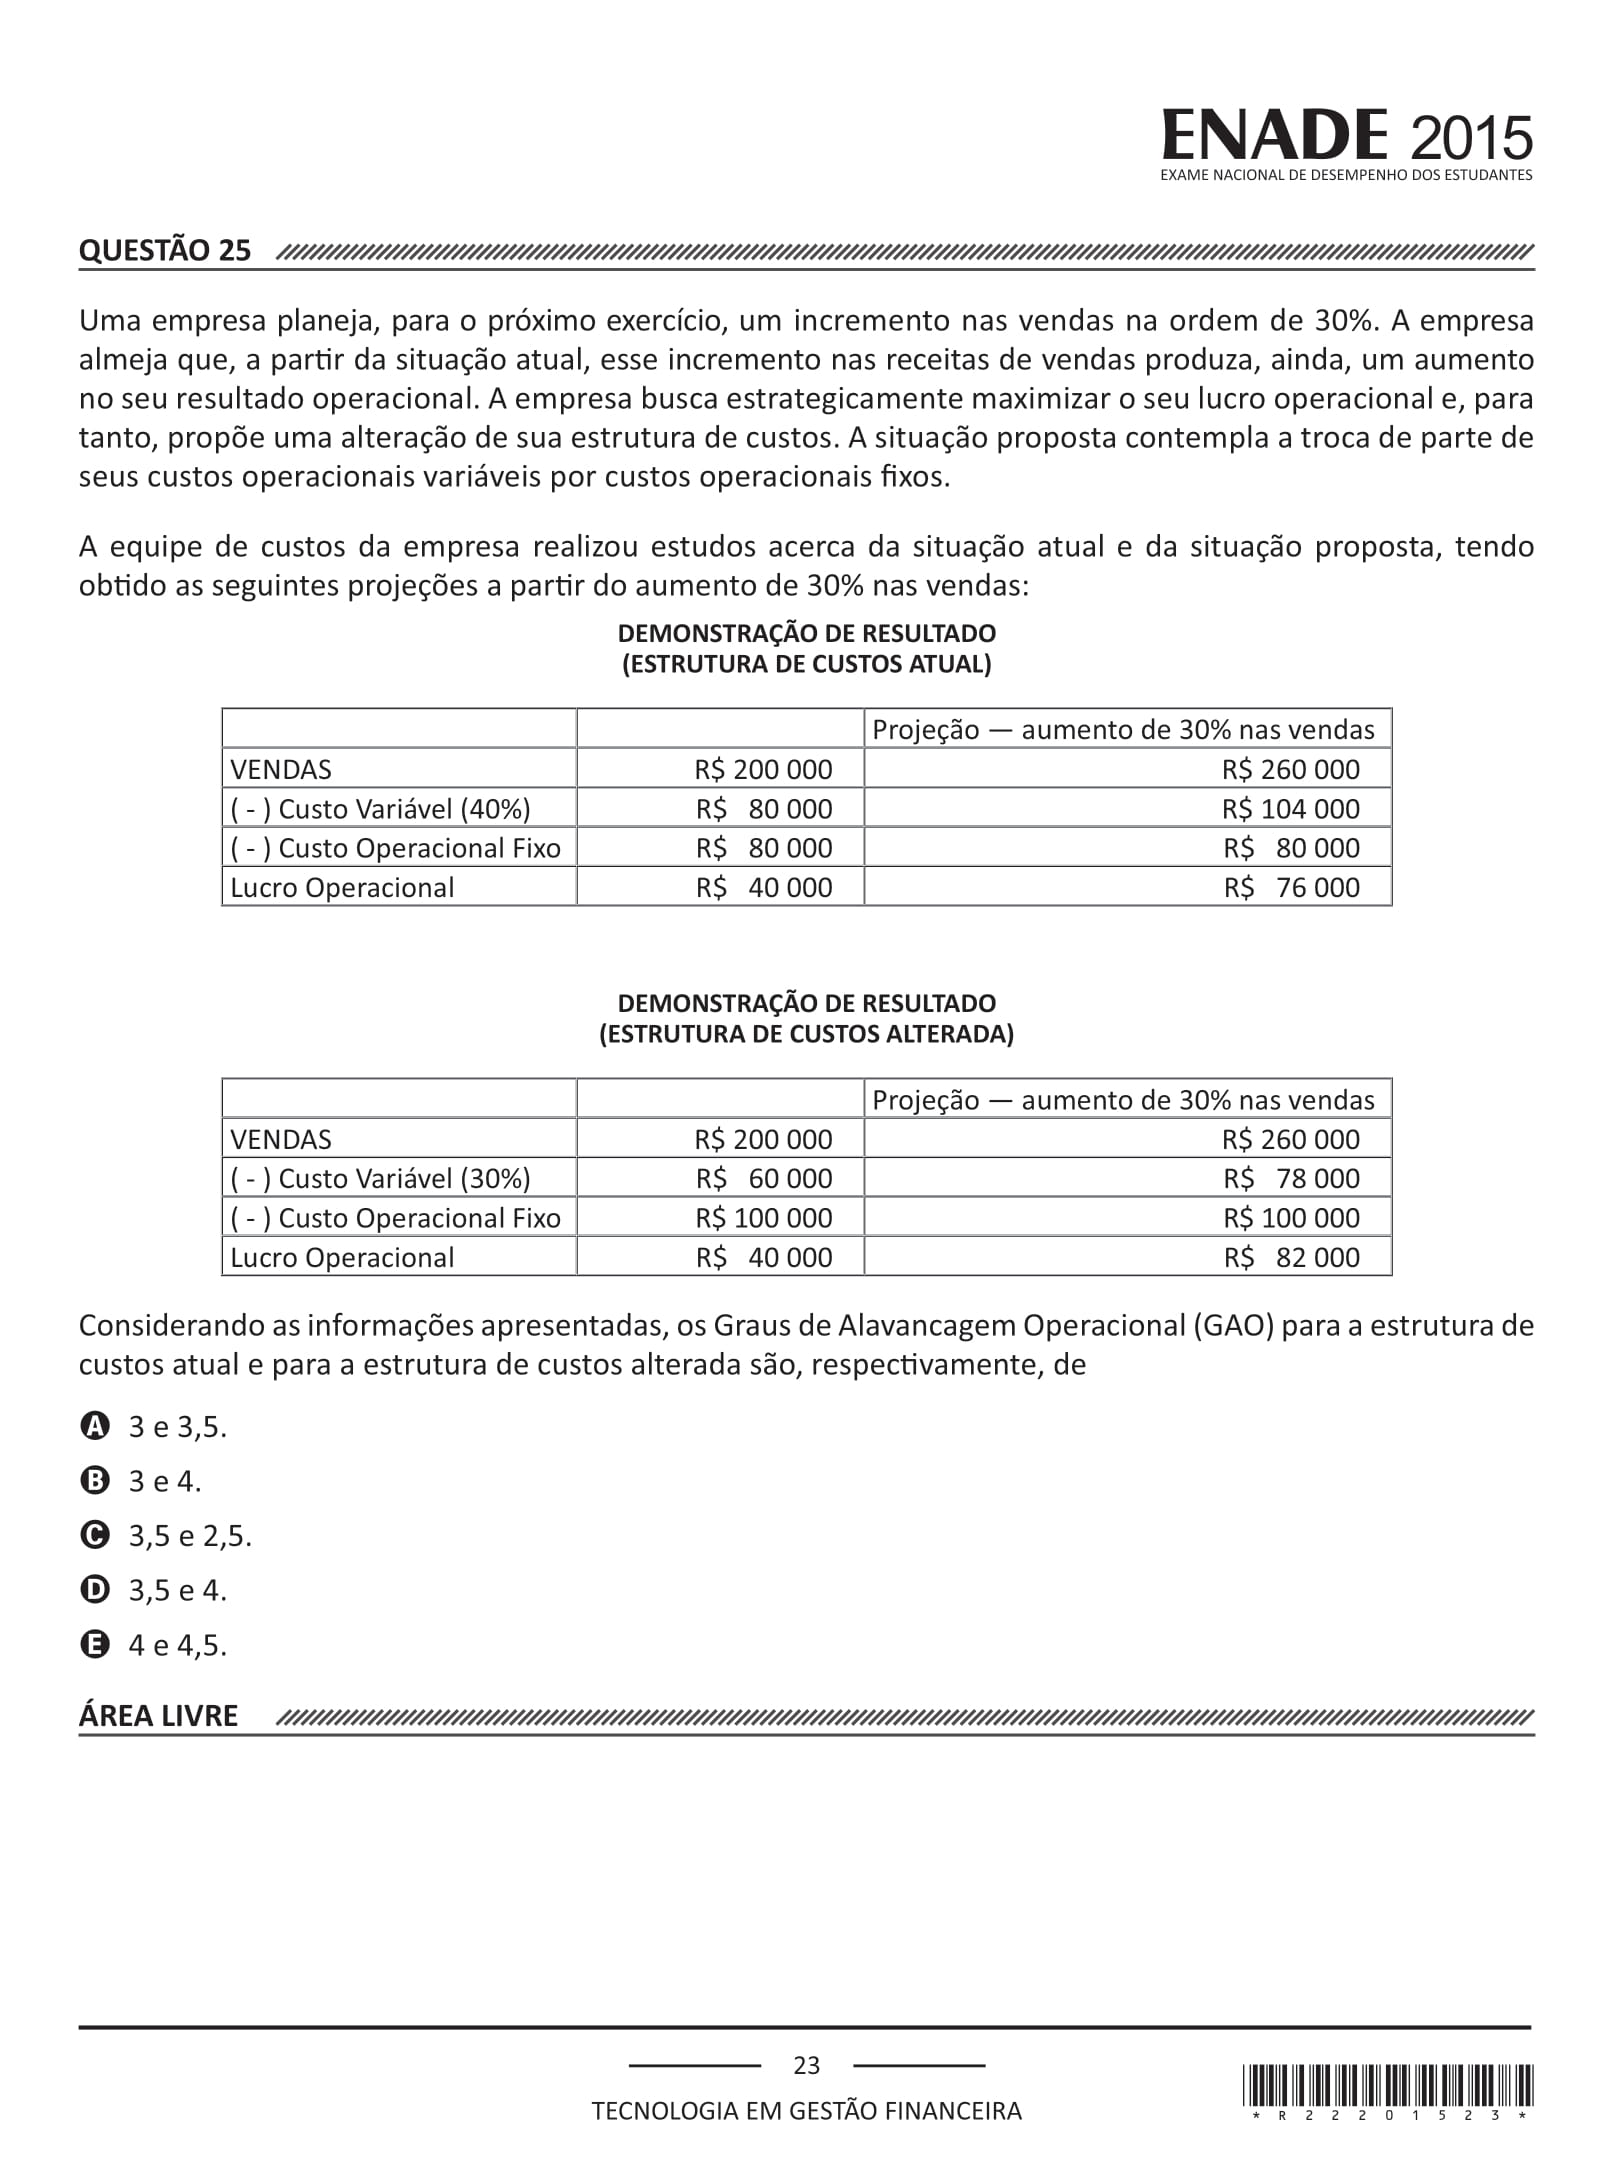 ENADE 2015
EXAME NACIONAL DE DESEMPENHO DOS ESTUDANTES
QUESTÃO 25
Uma empresa planeja, para o próximo exercício, um incremento nas vendas na ordem de 30%. A empresa
almeja que, a partir da situação atual, esse incremento nas receitas de vendas produza, ainda, um aumento
no seu resultado operacional. A empresa busca estrategicamente maximizar o seu lucro operacional e, para
tanto, propõe uma alteração de sua estrutura de custos. A situação proposta contempla a troca de parte de
seus custos operacionais variáveis por custos operacionais fixos.
A equipe de custos da empresa realizou estudos acerca da situação atual e da situação proposta, tendo
obtido as seguintes projeções a partir do aumento de 30% nas vendas:
DEMONSTRAÇÃO DE RESULTADO
(ESTRUTURA DE CUSTOS ATUAL)
Projeção — aumento de 30% nas vendas
VENDAS R$ 200 000 R$ 260 000
( - ) Custo Variável (40%) R$ 80 000 R$ 104 000
( - ) Custo Operacional Fixo R$ 80 000 R$ 80 000
Lucro Operacional R$ 40 000 R$ 76 000
DEMONSTRAÇÃO DE RESULTADO
(ESTRUTURA DE CUSTOS ALTERADA)
Projeção — aumento de 30% nas vendas
VENDAS R$ 200 000 R$ 260 000
( - ) Custo Variável (30%) R$ 60 000 R$ 78 000
( - ) Custo Operacional Fixo R$ 100 000 R$ 100 000
Lucro Operacional R$ 40 000 R$ 82 000
Considerando as informações apresentadas, os Graus de Alavancagem Operacional (GAO) para a estrutura de
custos atual e para a estrutura de custos alterada são, respectivamente, de
A 3 e 3,5.
B 3 e 4.
C 3,5 e 2,5.
D 3,5 e 4.
E 4 e 4,5.
ÁREA LIVRE
23
TECNOLOGIA EM GESTÃO FINANCEIRA
* R 2 2 2 0 1 5 2 3 *